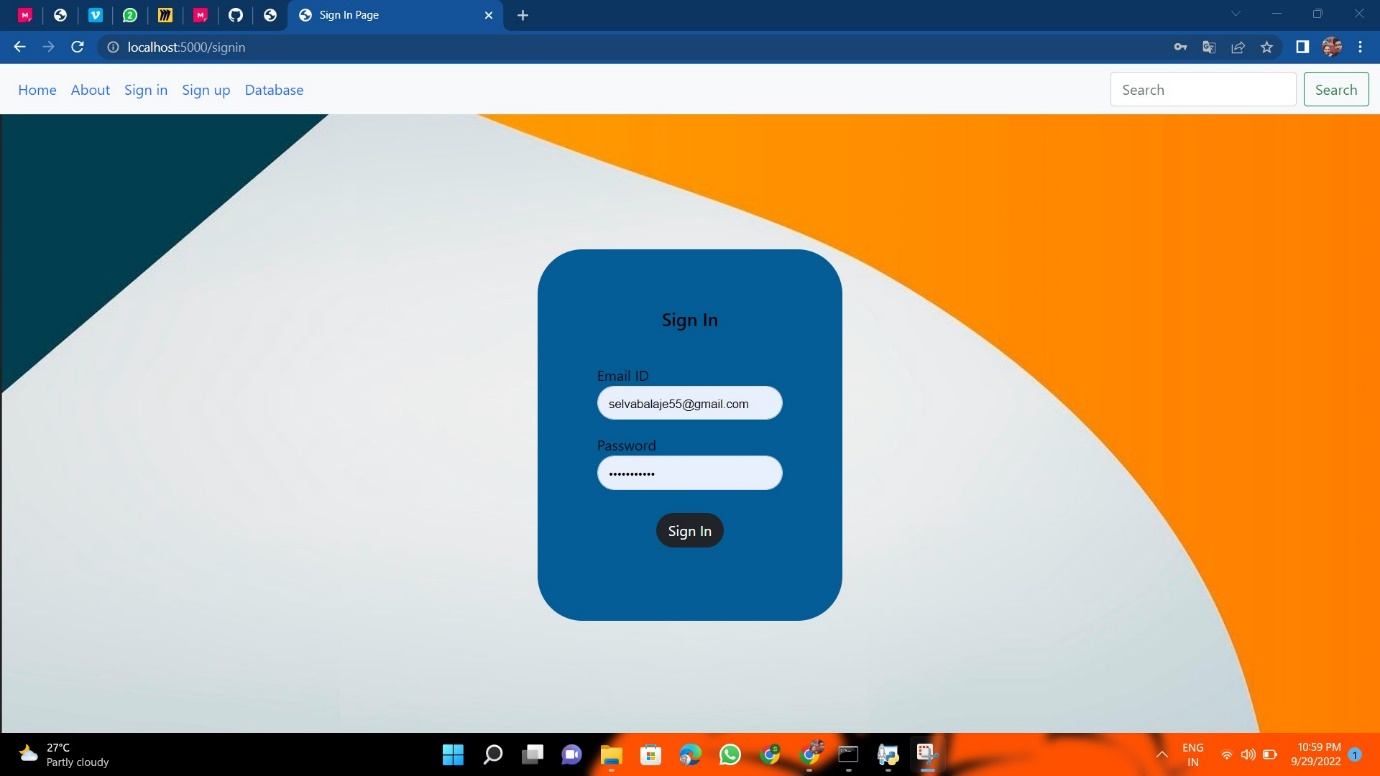 Sign In Page
localhost:5000/signin
Home About Sign in Sign up Database Search Search
Sign In
Email ID
selvabalaje55@gmail.com
Password
•••••••••••
Sign In
27°C
Partly cloudy
ENG
IN
10:59 PM
9/29/2022
1